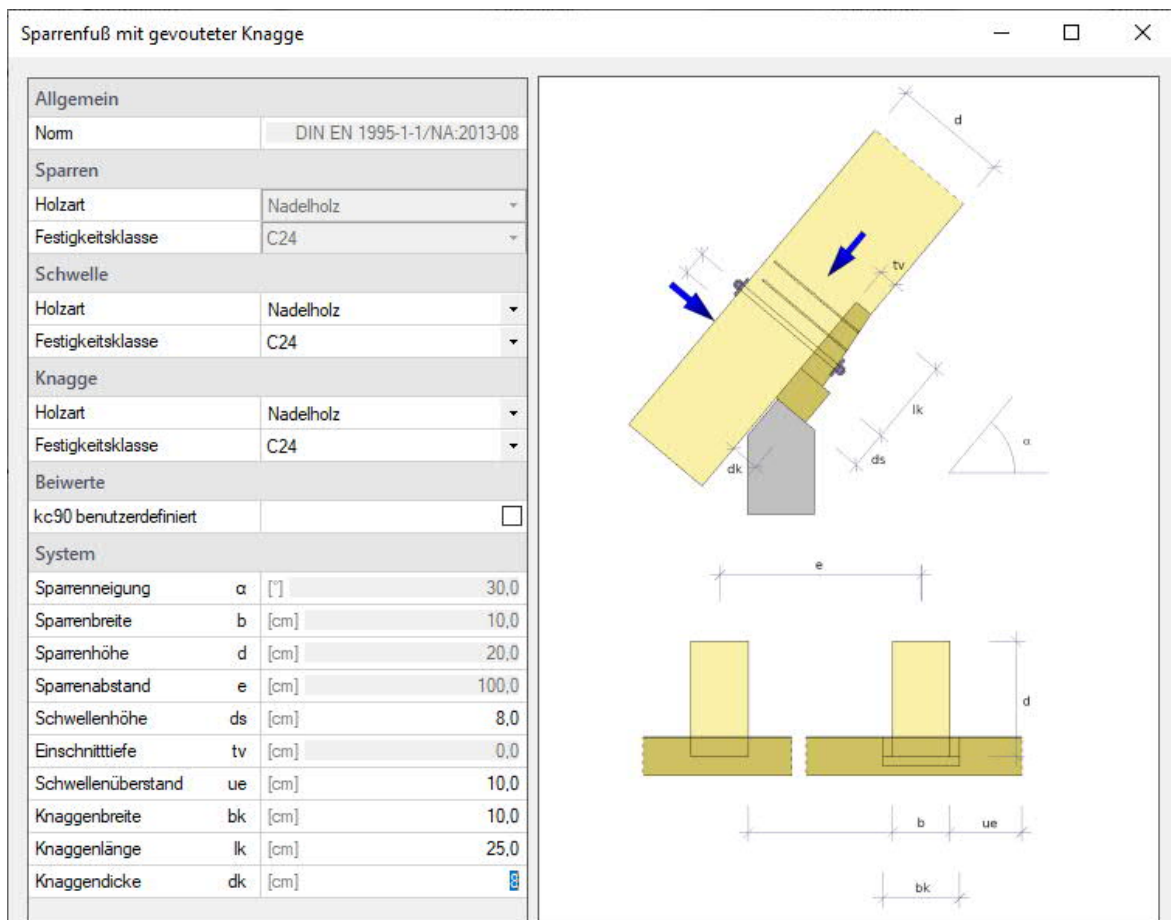 Sparrenfuß mit gevouteter Knagge
Allgemein
Norm DIN EN 1995-1-1/NA:2013-08
Sparren
Holzart Nadelholz
Festigkeitsklasse C24
Schwelle
Holzart Nadelholz
Festigkeitsklasse C24
Knagge
Holzart Nadelholz
Festigkeitsklasse C24
Beiwerte
kc90 benutzerdefiniert
System
Sparrenneigung α [°] 30,0
Sparrenbreite b [cm] 10,0
Sparrenhöhe d [cm] 20,0
Sparrenabstand e [cm] 100,0
Schwellenhöhe ds [cm] 8,0
Einschnitttiefe tv [cm] 0,0
Schwellenüberstand ue [cm] 10,0
Knaggenbreite bk [cm] 10,0
Knaggenlänge lk [cm] 25,0
Knaggendicke dk [cm] 8
d
tv
lk
α
ds
dk
e
d
b ue
bk